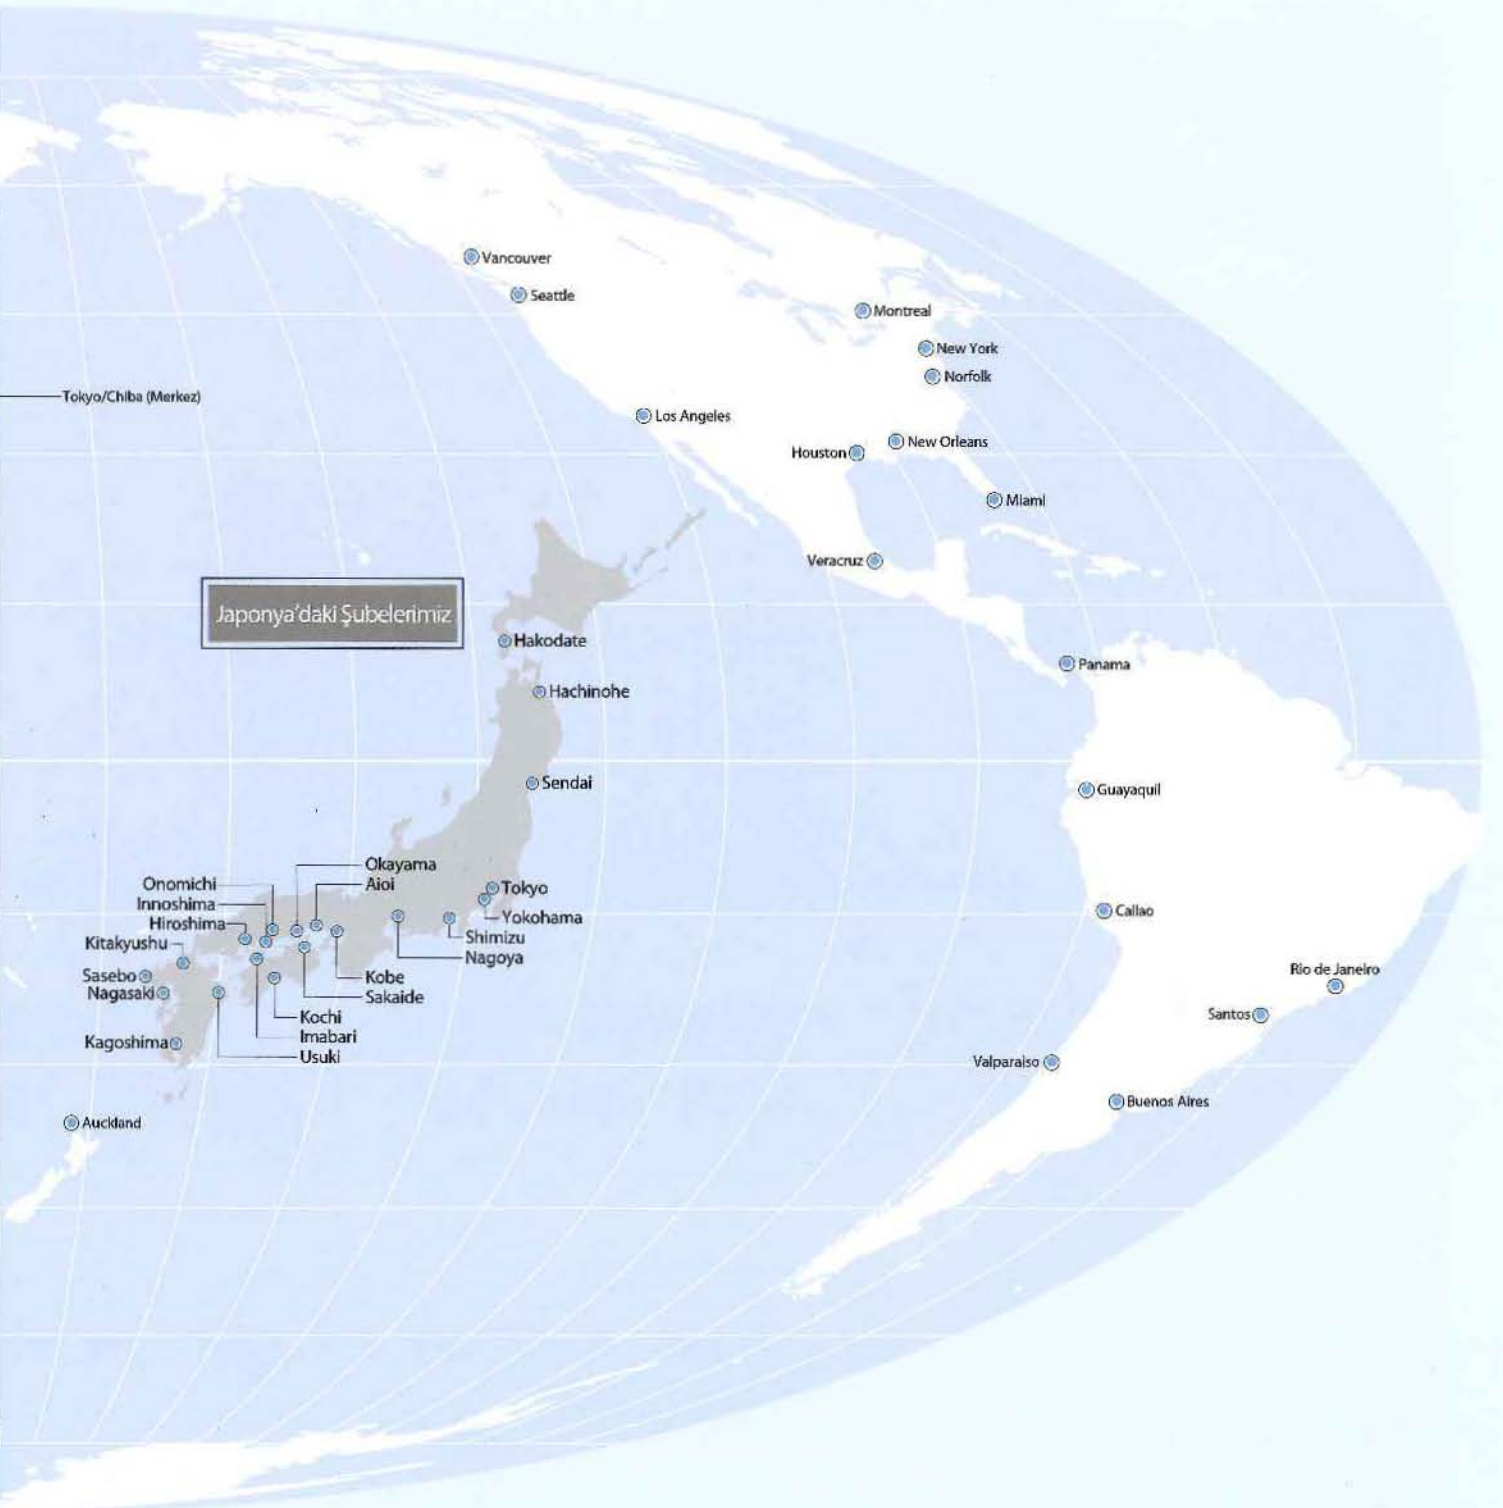 Vancouver
Seattle
Montreal
New York
Norfolk
Tokyo/Chiba (Merkez)
Los Angeles
New Orleans
Houston
Miami
Veracruz
Japonya'daki Şubelerimiz
Hakodate
Panama
Hachinohe
Sendai
Guayaquil
Okayama
Onomichi
Aioi
Tokyo
Innoshima
Callao
Yokohama
Hiroshima
Shimizu
Kitakyushu
Nagoya
Rio de Janeiro
Sasebo
Kobe
Nagasaki
Sakaide
Santos
Kochi
Imabari
Kagoshima
Usuki
Valparaiso
Buenos Aires
Auckland